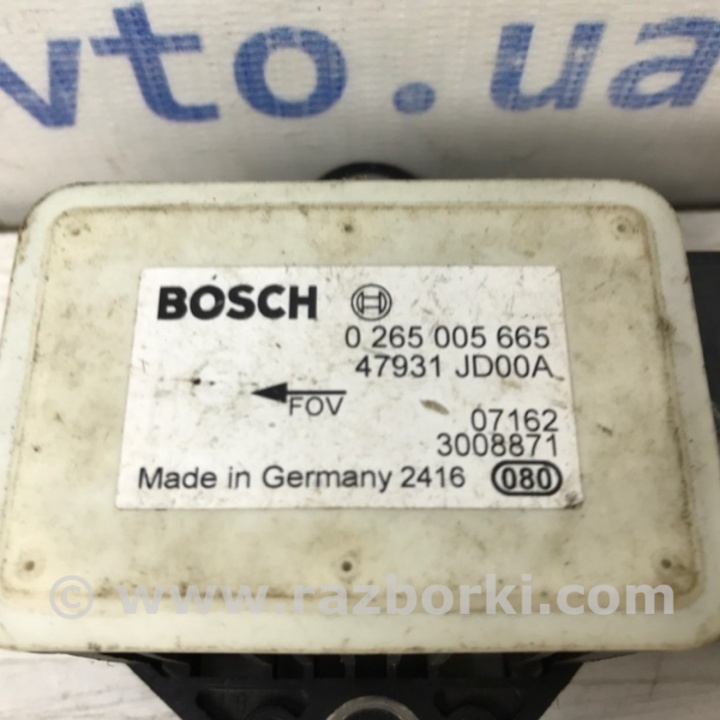 vto.ua
BOSCH
0 265 005 665
47931 JD00A
FOV
07162
3008871
Made in Germany 2416 080
© www.razborki.com